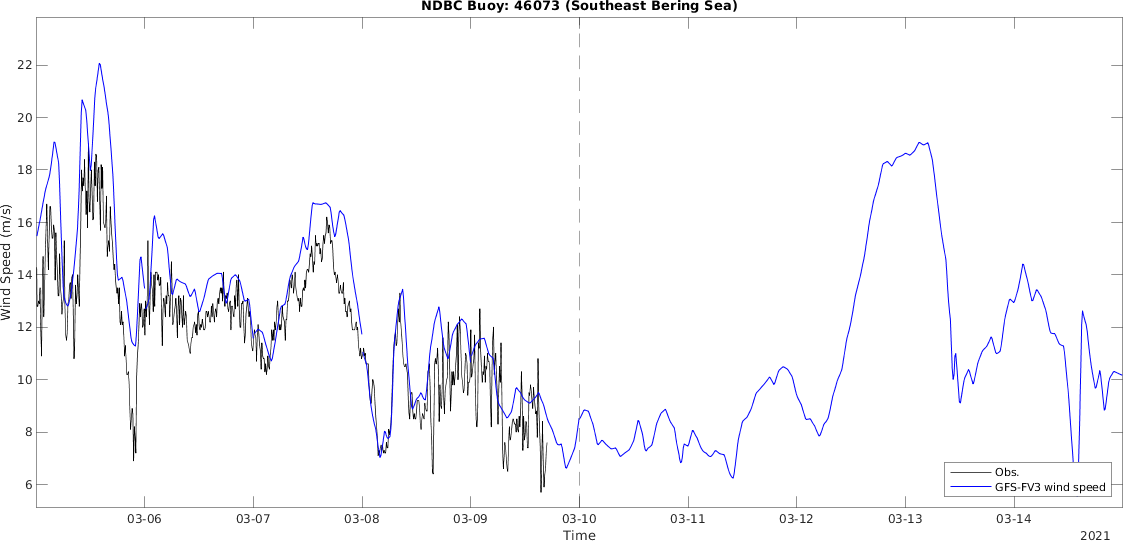 NDBC Buoy: 46073 (Southeast Bering Sea)
22
20
18
16
14
12
10
8
6
Wind Speed (m/s)
Obs.
GFS-FV3 wind speed
03-06 03-07 03-08 03-09 03-10 03-11 03-12 03-13 03-14
Time
2021